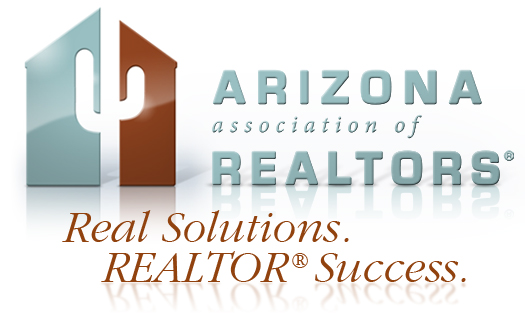 ARIZONA
association of
REALTORS®
Real Solutions.
REALTOR® Success.